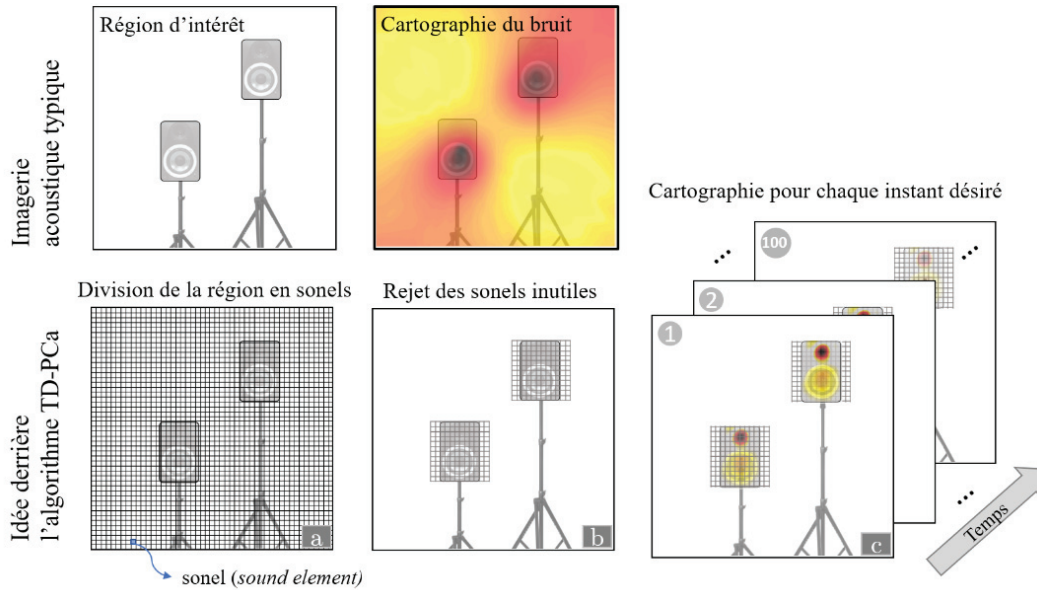 Région d'intérêt
Cartographie du bruit
Imagerie
acoustique typique
Cartographie pour chaque instant désiré
...
100
...
2
1
Division de la région en sonels
Rejet des sonels inutiles
Idée derrière
l'algorithme TD-PCa
a
b
c
...
Temps
sonel (sound element)